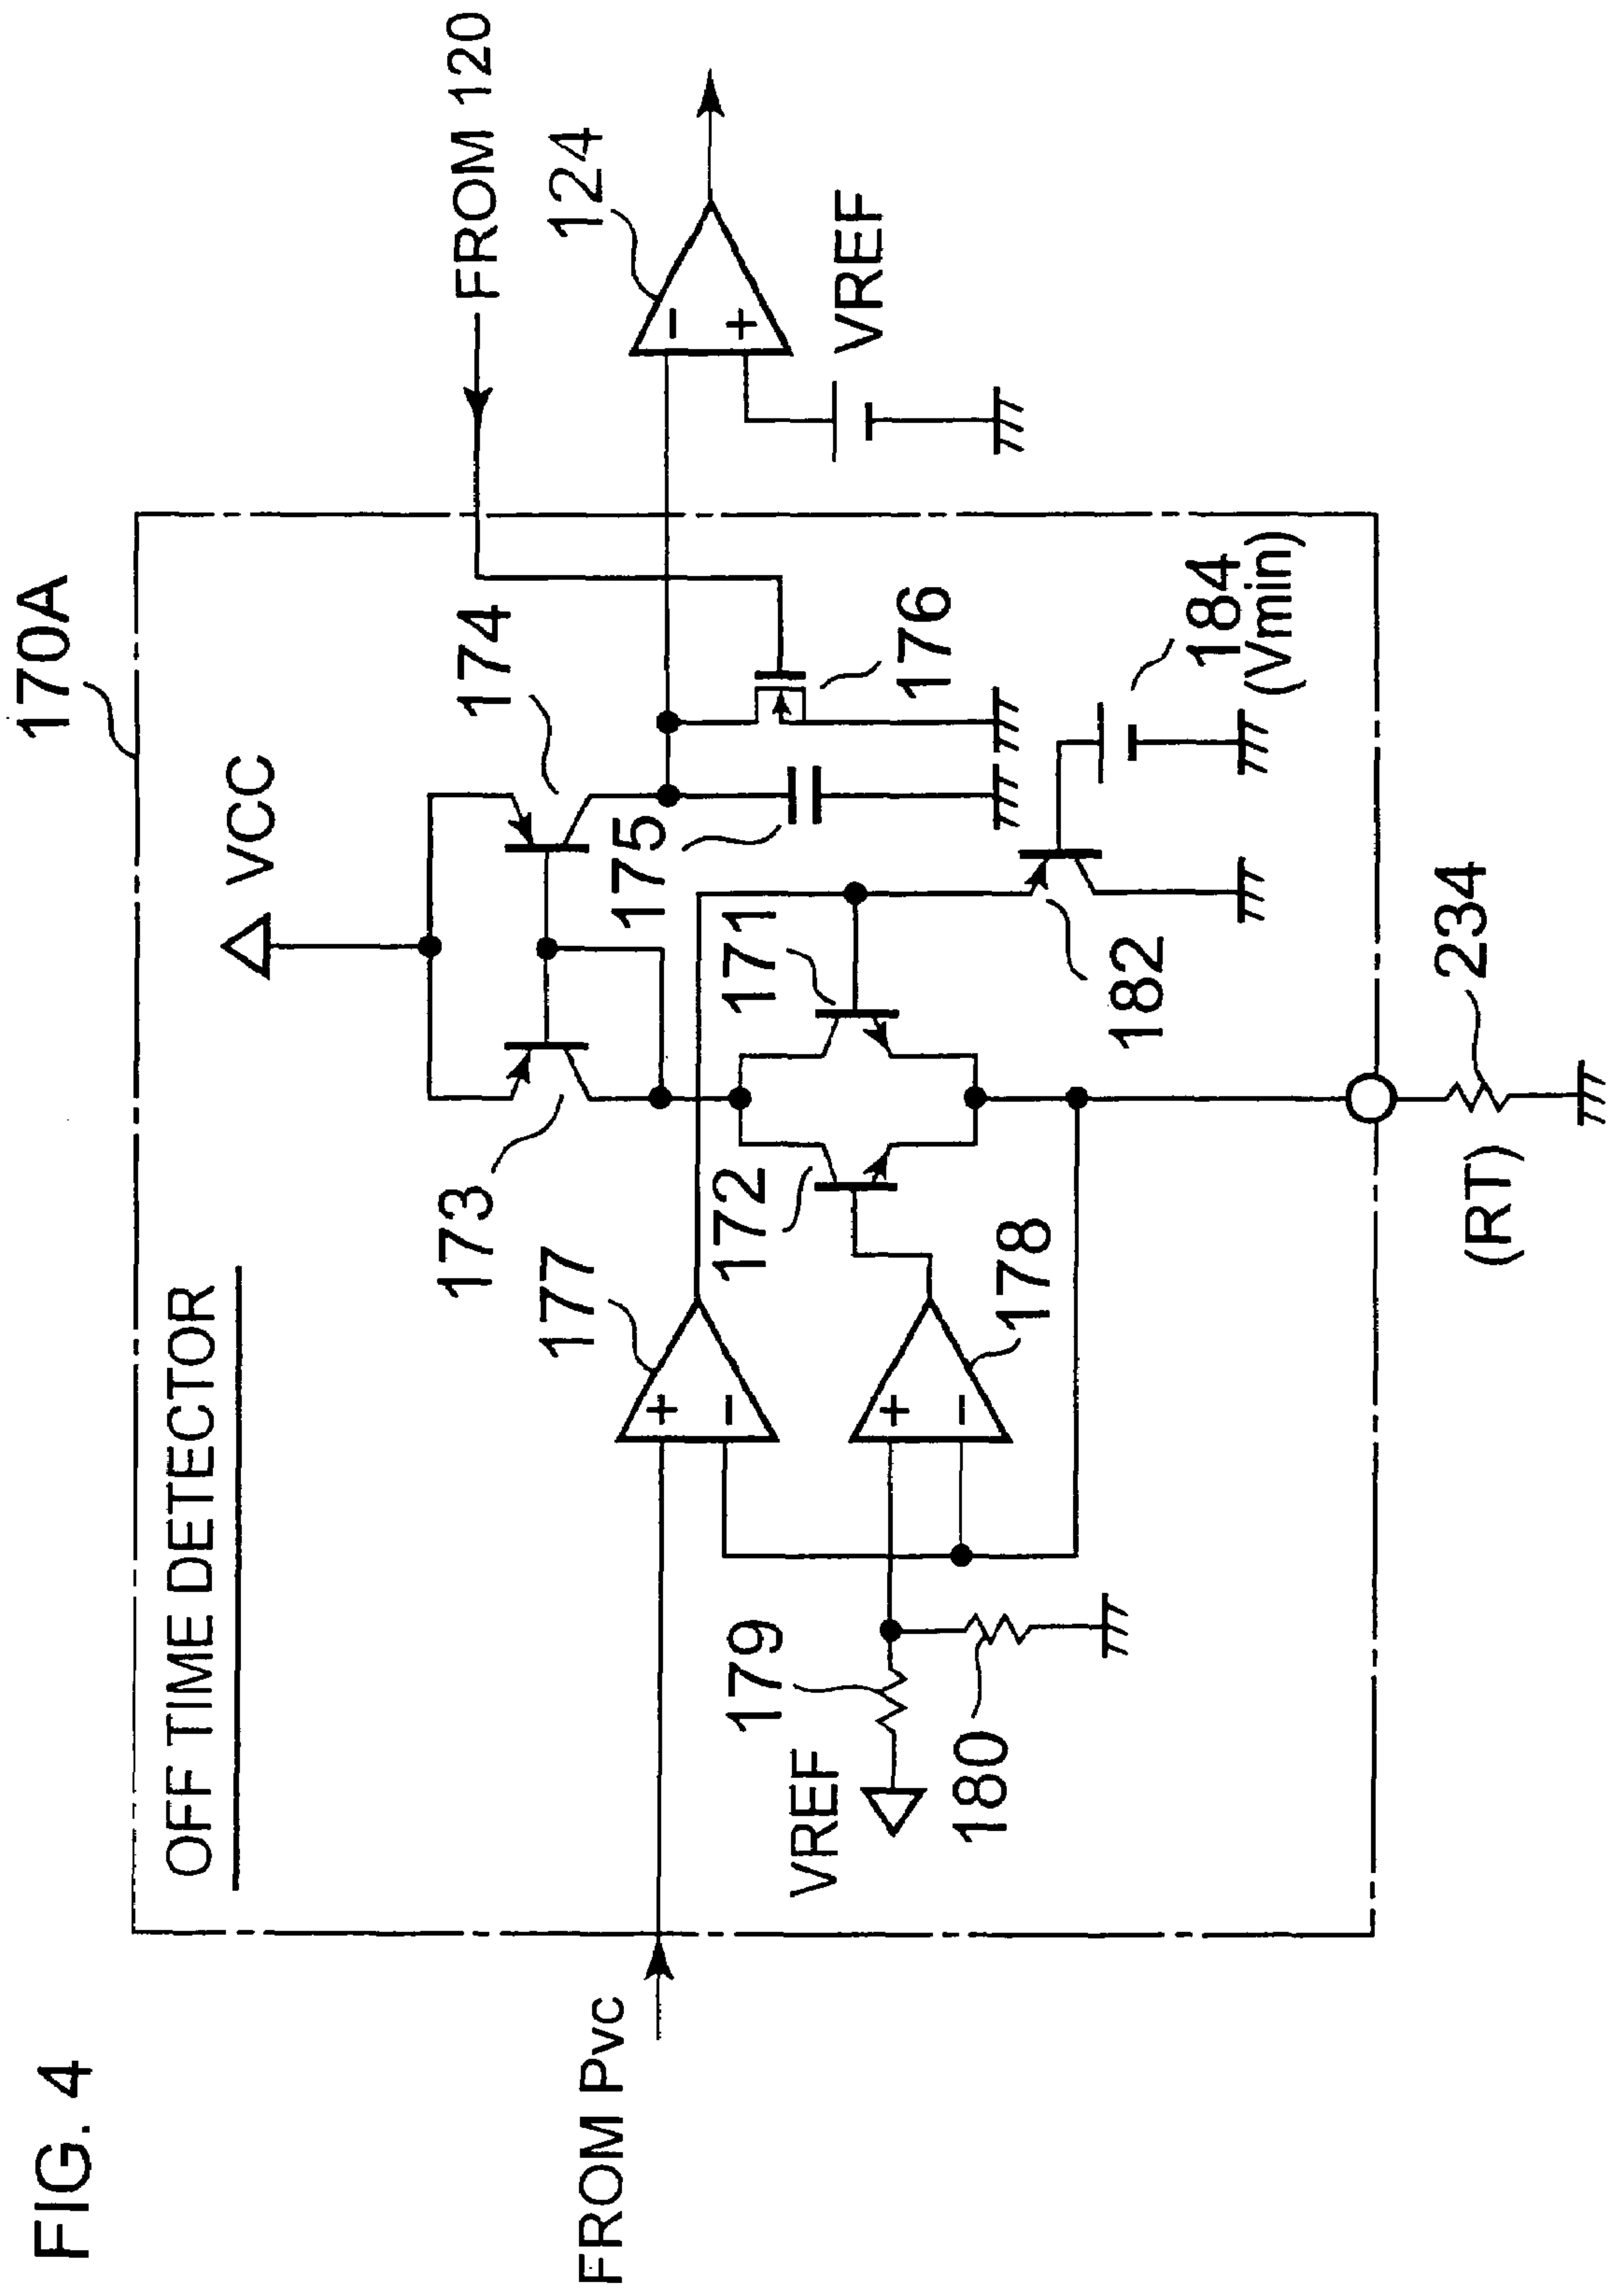 FIG. 4
170A
OFF TIME DETECTOR
VCC
FROM 120
173
174
124
177
175
FROM Pvc
172
171
176
VREF
179
VREF
178
182
184
(Vmin)
180
234
(RT)
+
−
+
−
−
+